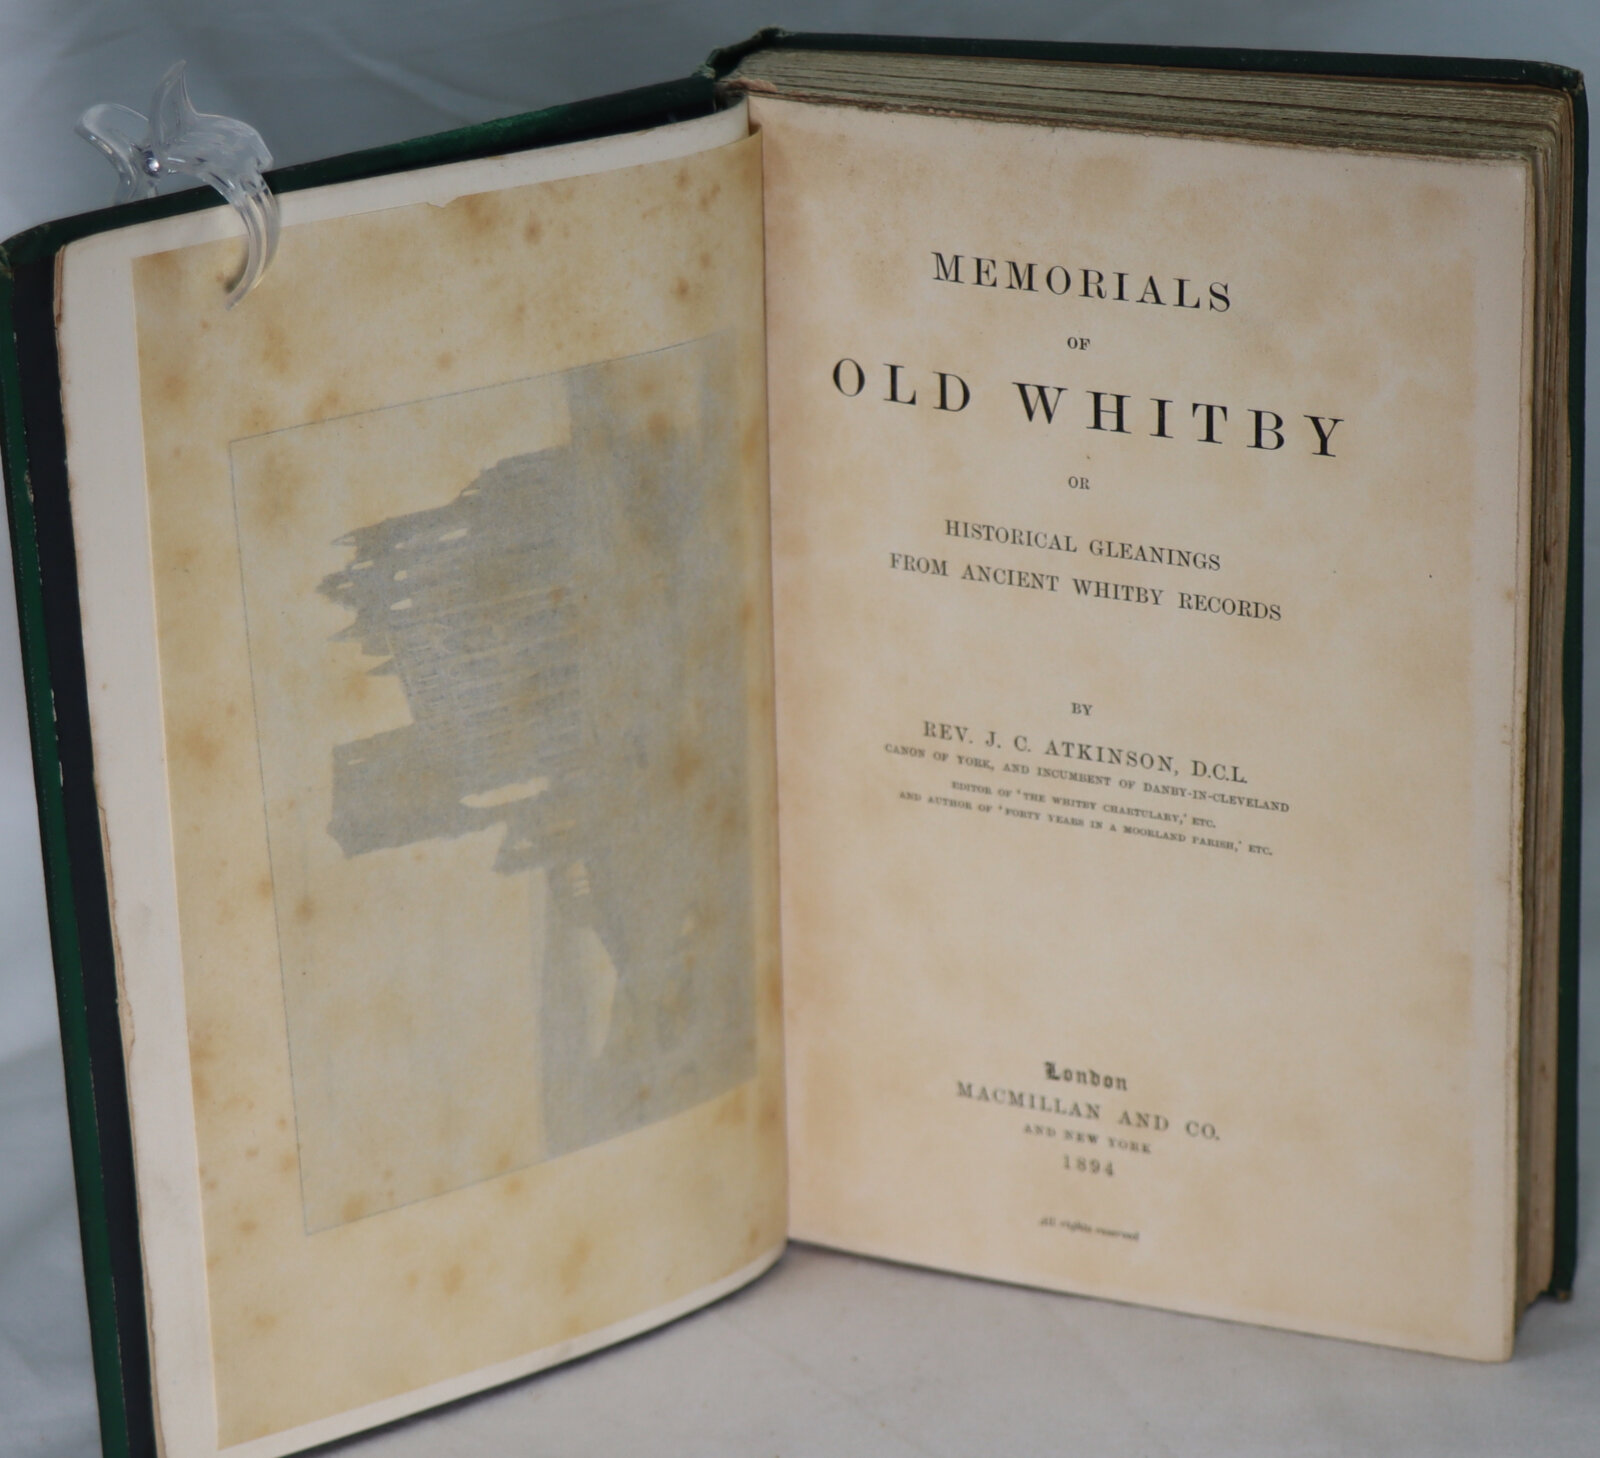 MEMORIALS
OF
OLD WHITBY
OR
HISTORICAL GLEANINGS
FROM ANCIENT WHITBY RECORDS
BY
REV. J. C. ATKINSON, D.C.L.
CANON OF YORK, AND INCUMBENT OF DANBY-IN-CLEVELAND
EDITOR OF 'THE WHITBY CHARTULARY,' ETC.
AND AUTHOR OF 'FORTY YEARS IN A MOORLAND PARISH,' ETC.
London
MACMILLAN AND CO.
AND NEW YORK
1894
All rights reserved